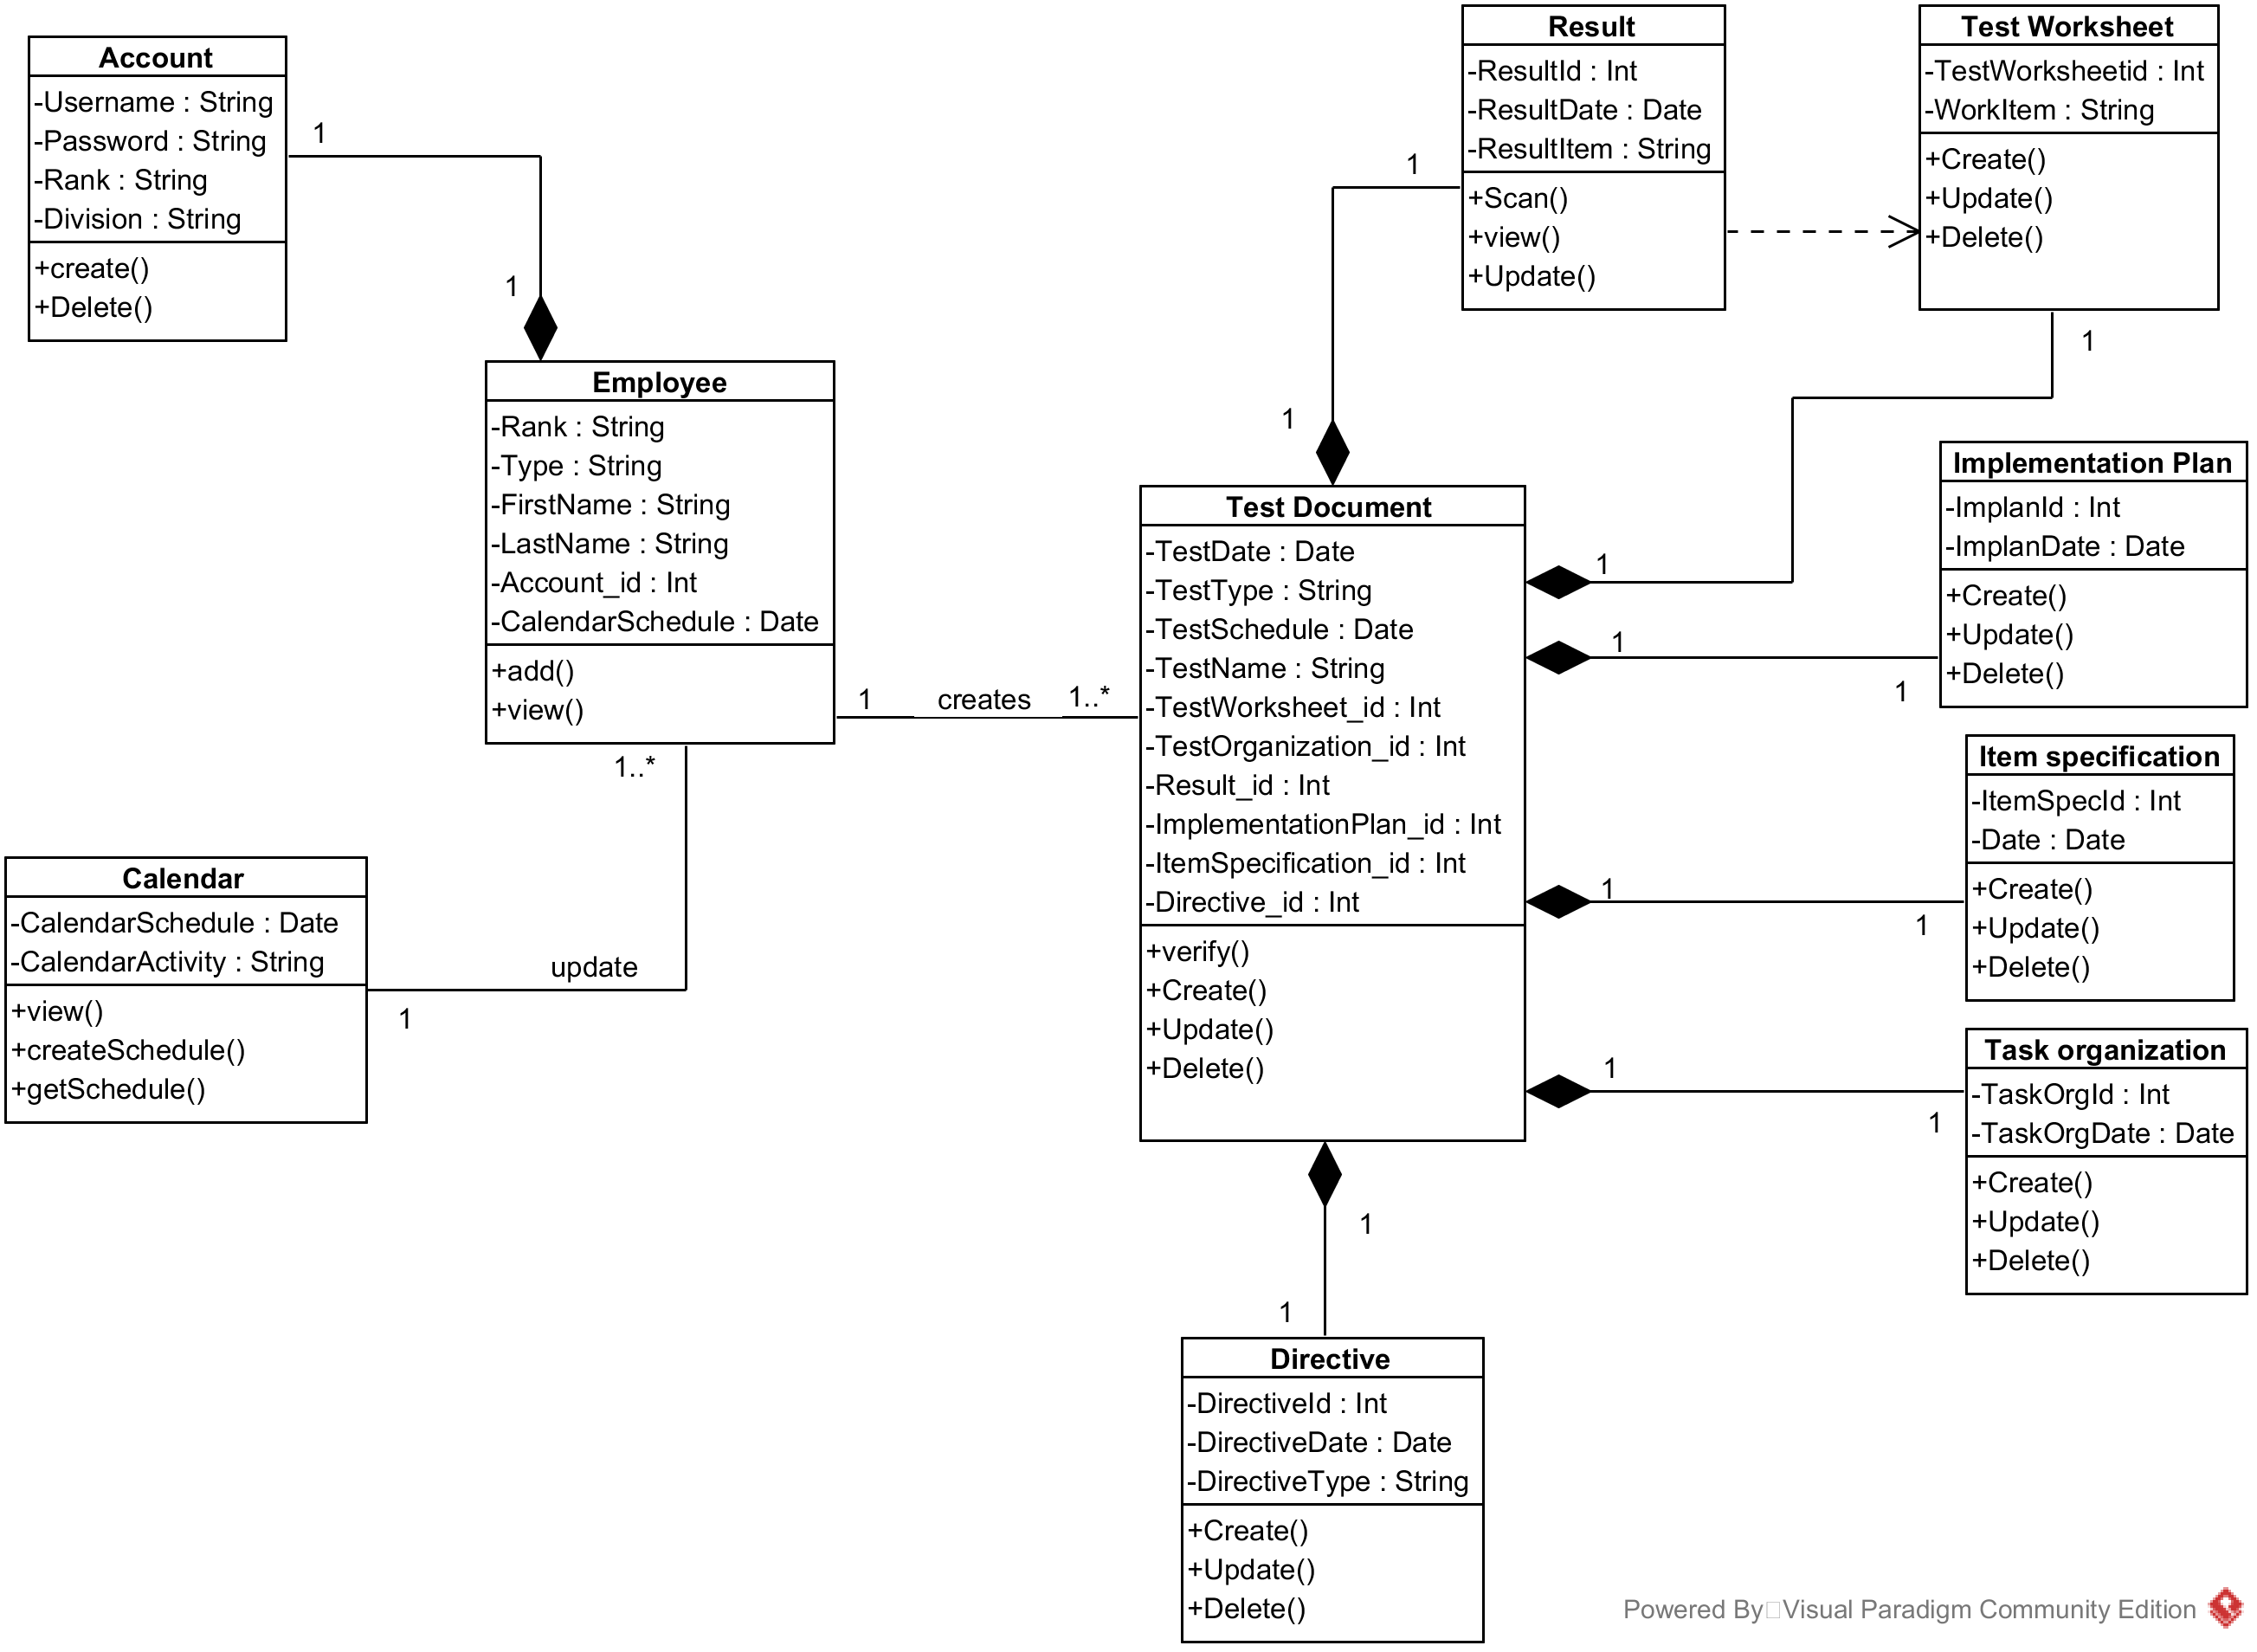 Account
-Username : String
-Password : String
-Rank : String
-Division : String
+create()
+Delete()
1
1
Employee
-Rank : String
-Type : String
-FirstName : String
-LastName : String
-Account_id : Int
-CalendarSchedule : Date
+add()
+view()
1..*
Calendar
-CalendarSchedule : Date
-CalendarActivity : String
+view()
+createSchedule()
+getSchedule()
1
update
1
creates
1..*
Test Document
-TestDate : Date
-TestType : String
-TestSchedule : Date
-TestName : String
-TestWorksheet_id : Int
-TestOrganization_id : Int
-Result_id : Int
-ImplementationPlan_id : Int
-ItemSpecification_id : Int
-Directive_id : Int
+verify()
+Create()
+Update()
+Delete()
1
1
Result
-ResultId : Int
-ResultDate : Date
-ResultItem : String
+Scan()
+view()
+Update()
Test Worksheet
-TestWorksheetid : Int
-WorkItem : String
+Create()
+Update()
+Delete()
1
1
Implementation Plan
-ImplanId : Int
-ImplanDate : Date
+Create()
+Update()
+Delete()
1
1
Item specification
-ItemSpecId : Int
-Date : Date
+Create()
+Update()
+Delete()
1
1
Task organization
-TaskOrgId : Int
-TaskOrgDate : Date
+Create()
+Update()
+Delete()
1
1
1
1
Directive
-DirectiveId : Int
-DirectiveDate : Date
-DirectiveType : String
+Create()
+Update()
+Delete()
Powered By Visual Paradigm Community Edition